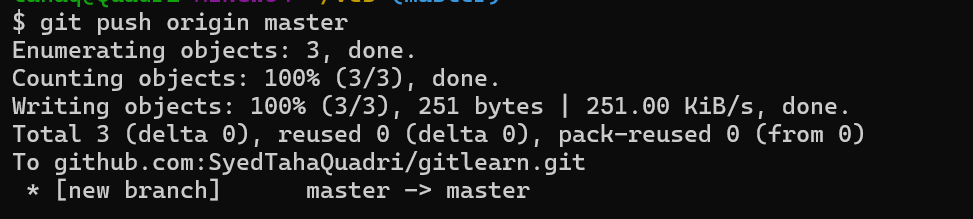 $ git push origin master
Enumerating objects: 3, done.
Counting objects: 100% (3/3), done.
Writing objects: 100% (3/3), 251 bytes | 251.00 KiB/s, done.
Total 3 (delta 0), reused 0 (delta 0), pack-reused 0 (from 0)
To github.com:SyedTahaQuadri/gitlearn.git
 * [new branch]      master -> master